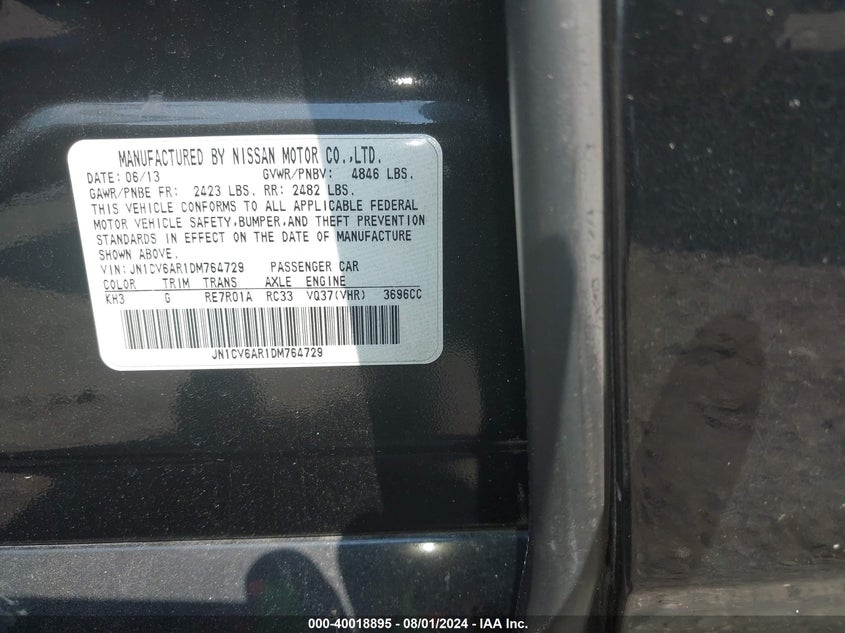 MANUFACTURED BY NISSAN MOTOR CO.,LTD.
DATE: 06/13 GVWR/PNBV: 4846 LBS.
GAWR/PNBE FR: 2423 LBS. RR: 2482 LBS.
THIS VEHICLE CONFORMS TO ALL APPLICABLE FEDERAL
MOTOR VEHICLE SAFETY,BUMPER,AND THEFT PREVENTION
STANDARDS IN EFFECT ON THE DATE OF MANUFACTURE
SHOWN ABOVE.
VIN:JN1CV6AR1DM764729 PASSENGER CAR
COLOR TRIM TRANS AXLE ENGINE
KH3 G RE7R01A RC33 VQ37(VHR) 3696CC
JN1CV6AR1DM764729
000-40018895 - 08/01/2024 - IAA Inc.